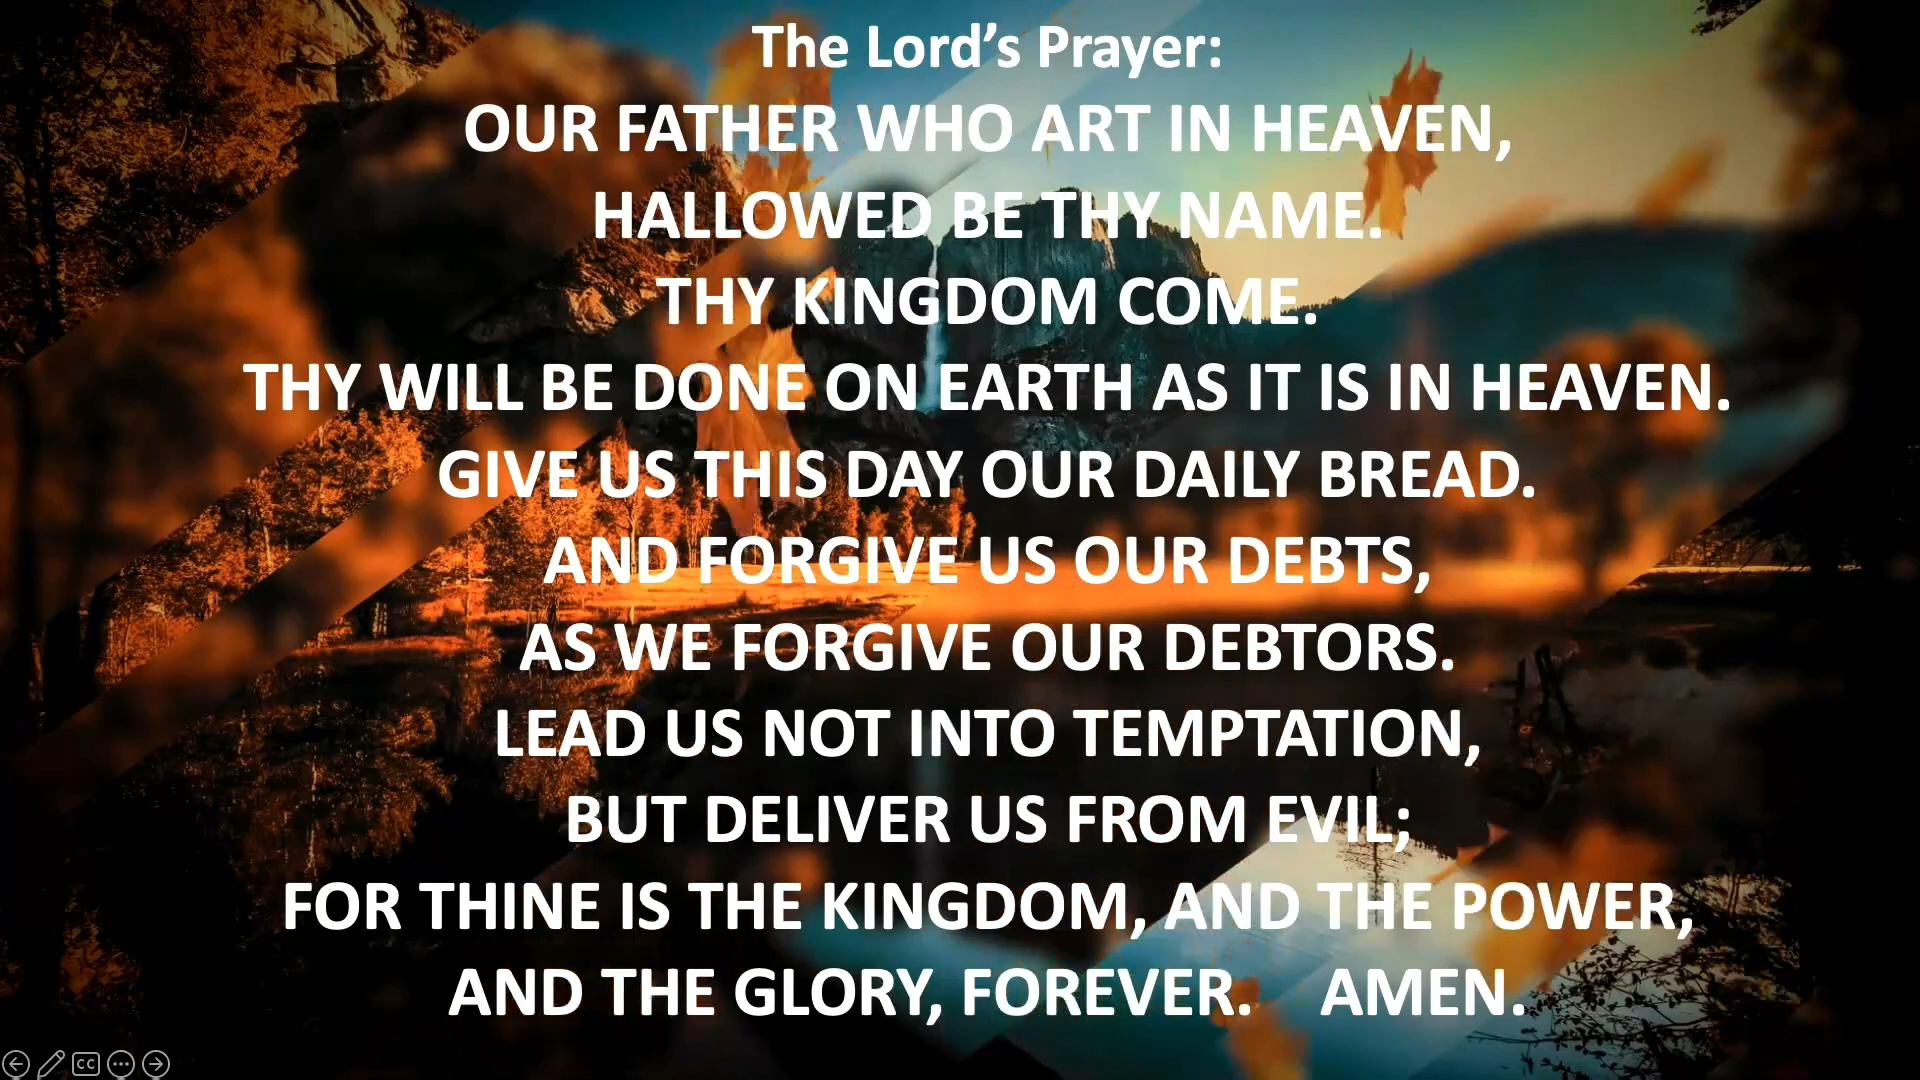 The Lord’s Prayer:
OUR FATHER WHO ART IN HEAVEN,
HALLOWED BE THY NAME.
THY KINGDOM COME.
THY WILL BE DONE ON EARTH AS IT IS IN HEAVEN.
GIVE US THIS DAY OUR DAILY BREAD.
AND FORGIVE US OUR DEBTS,
AS WE FORGIVE OUR DEBTORS.
LEAD US NOT INTO TEMPTATION,
BUT DELIVER US FROM EVIL;
FOR THINE IS THE KINGDOM, AND THE POWER,
AND THE GLORY, FOREVER. AMEN.
CC